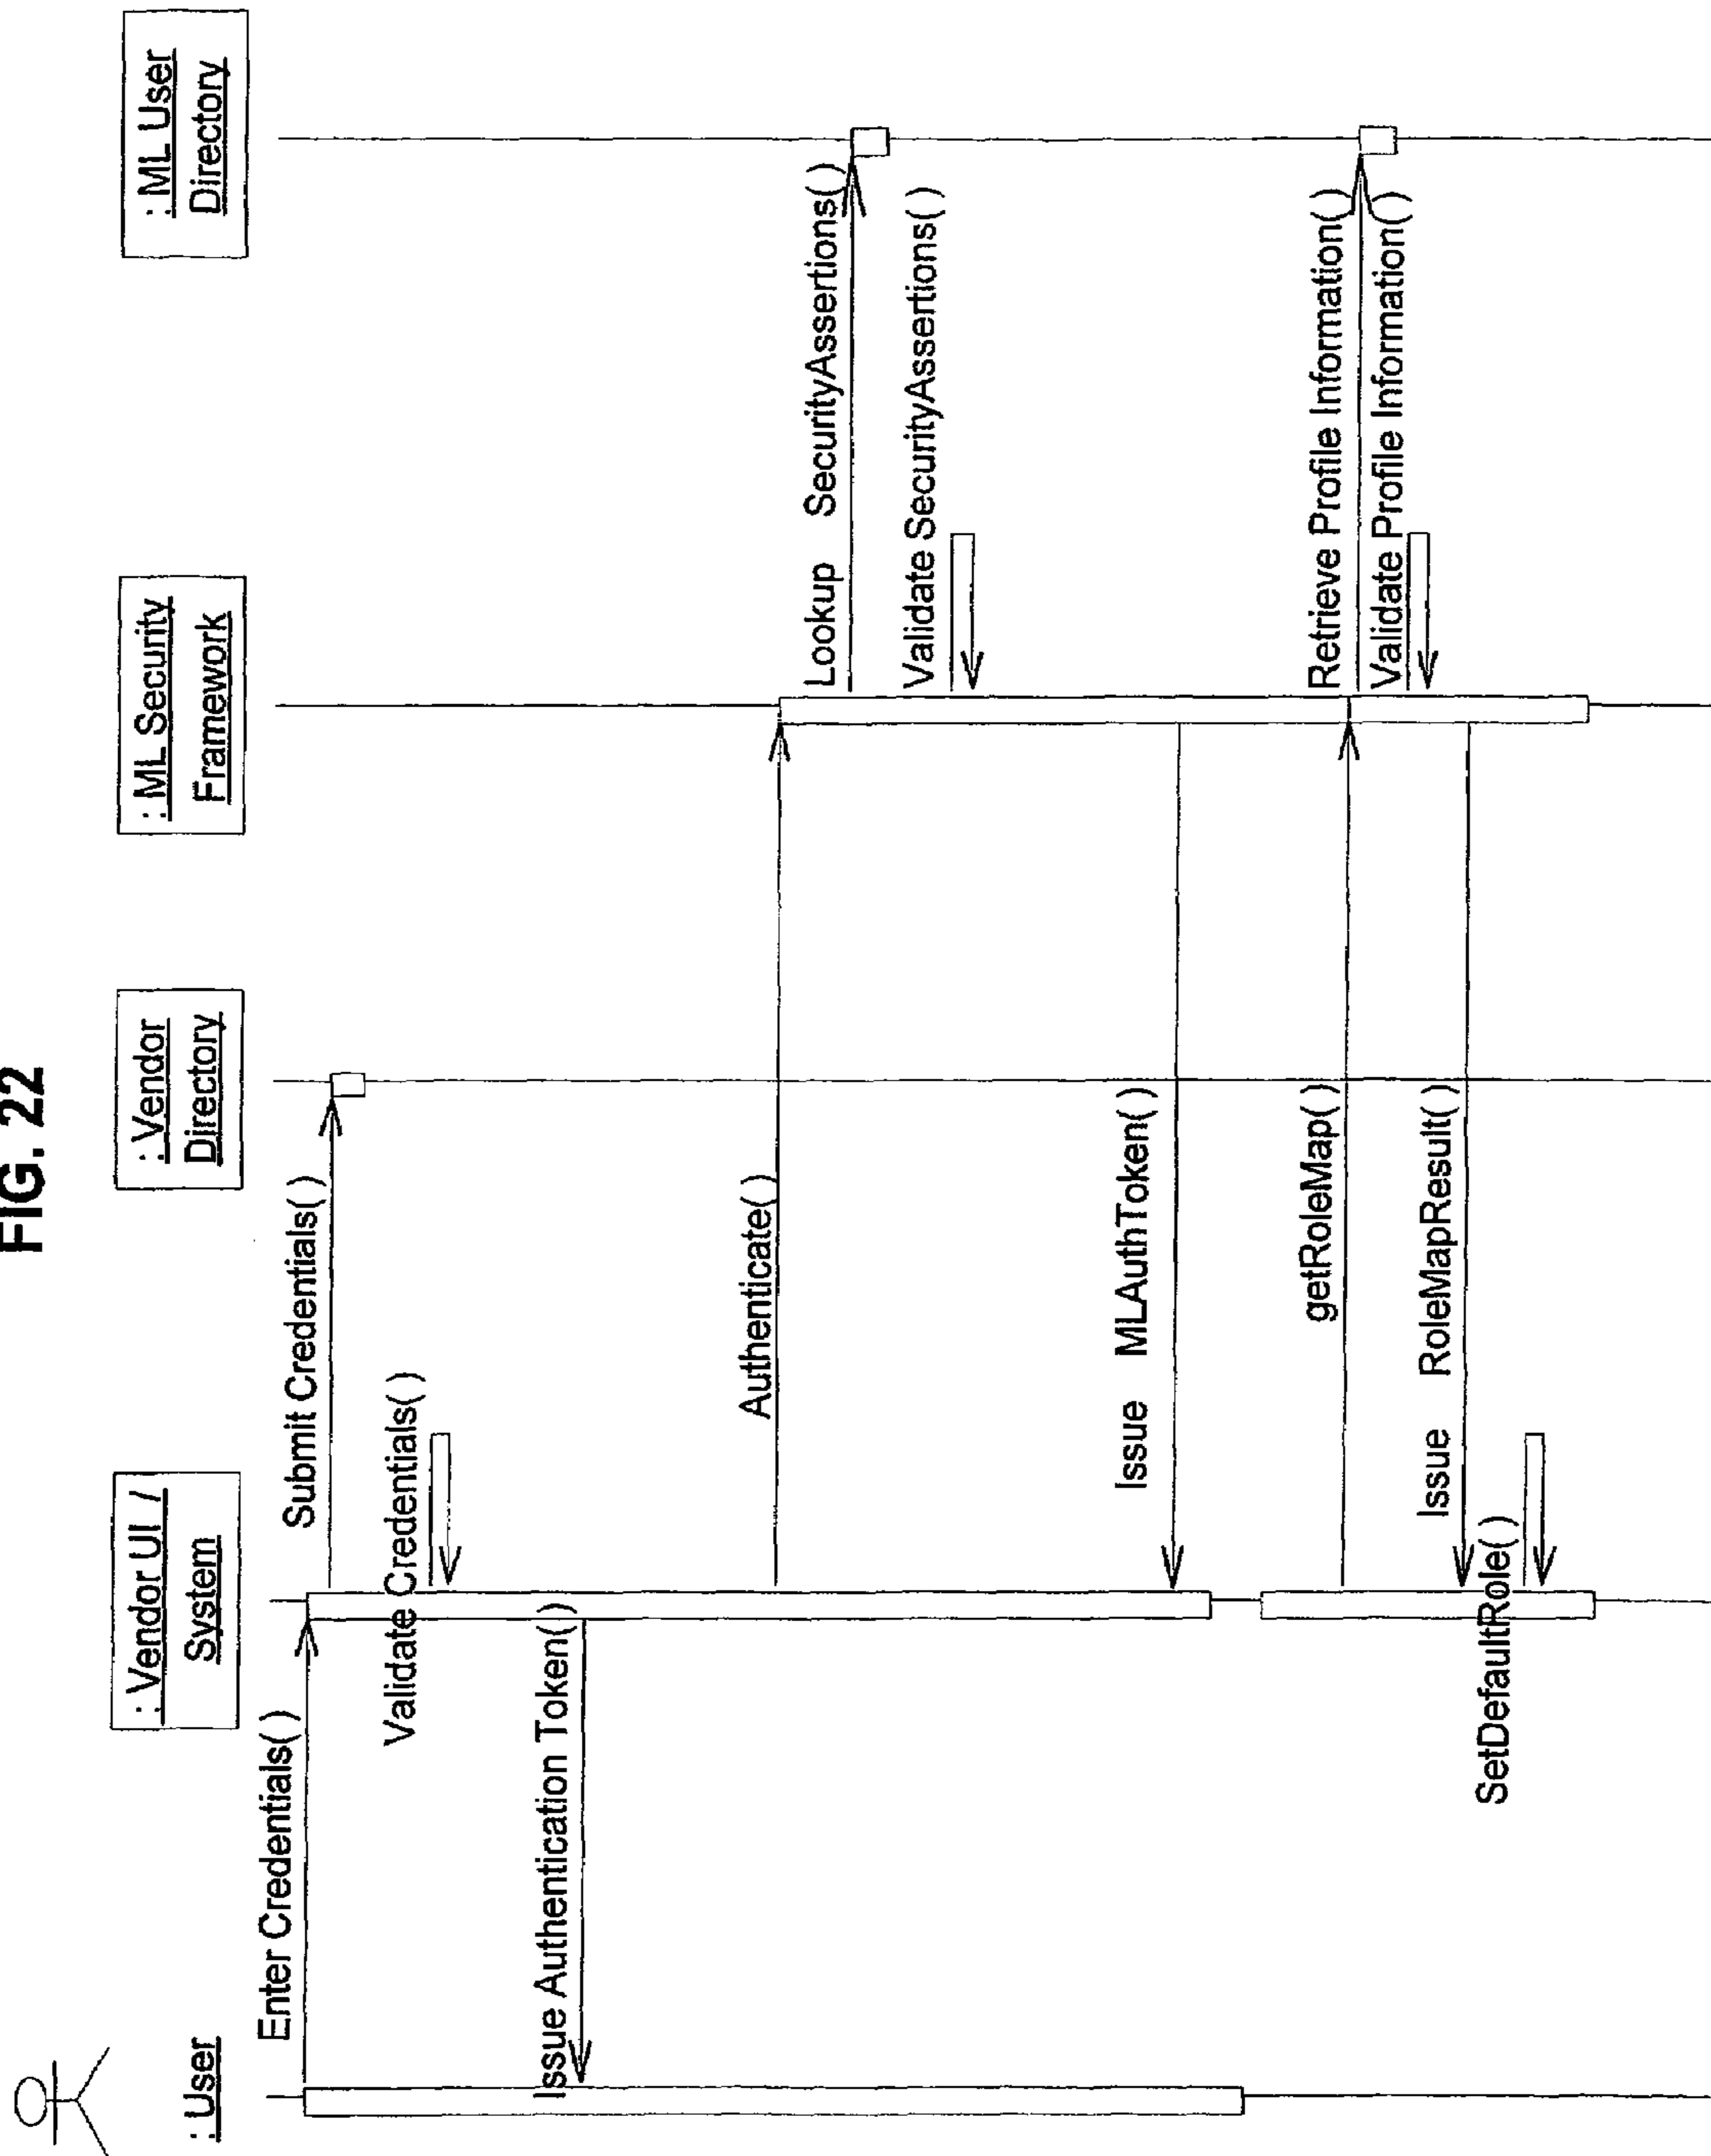 FIG. 22
: User
: Vendor UI /
System
: Vendor
Directory
: ML Security
Framework
: ML User
Directory
Enter Credentials( )
Submit Credentials( )
Validate Credentials( )
Issue Authentication Token( )
Authenticate( )
Lookup SecurityAssertions( )
Validate SecurityAssertions( )
Issue MLAuthToken( )
getRoleMap( )
Retrieve Profile Information( )
Validate Profile Information( )
Issue RoleMapResult( )
SetDefaultRole( )